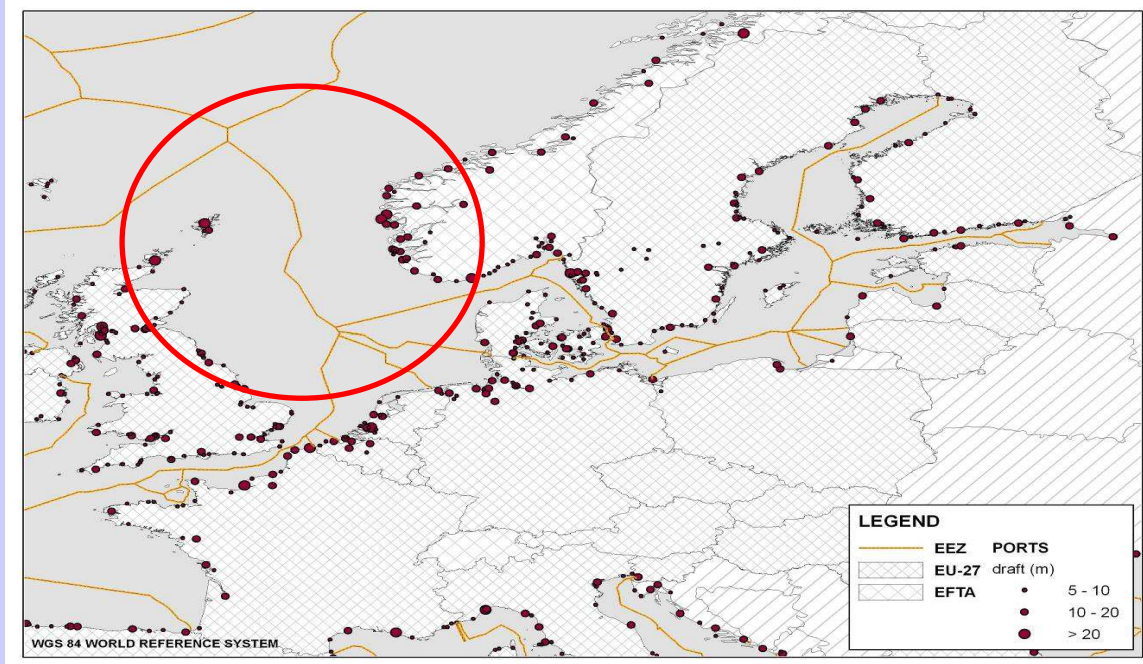 LEGEND
EEZ PORTS
EU-27 draft (m)
EFTA 5 - 10
10 - 20
> 20
WGS 84 WORLD REFERENCE SYSTEM